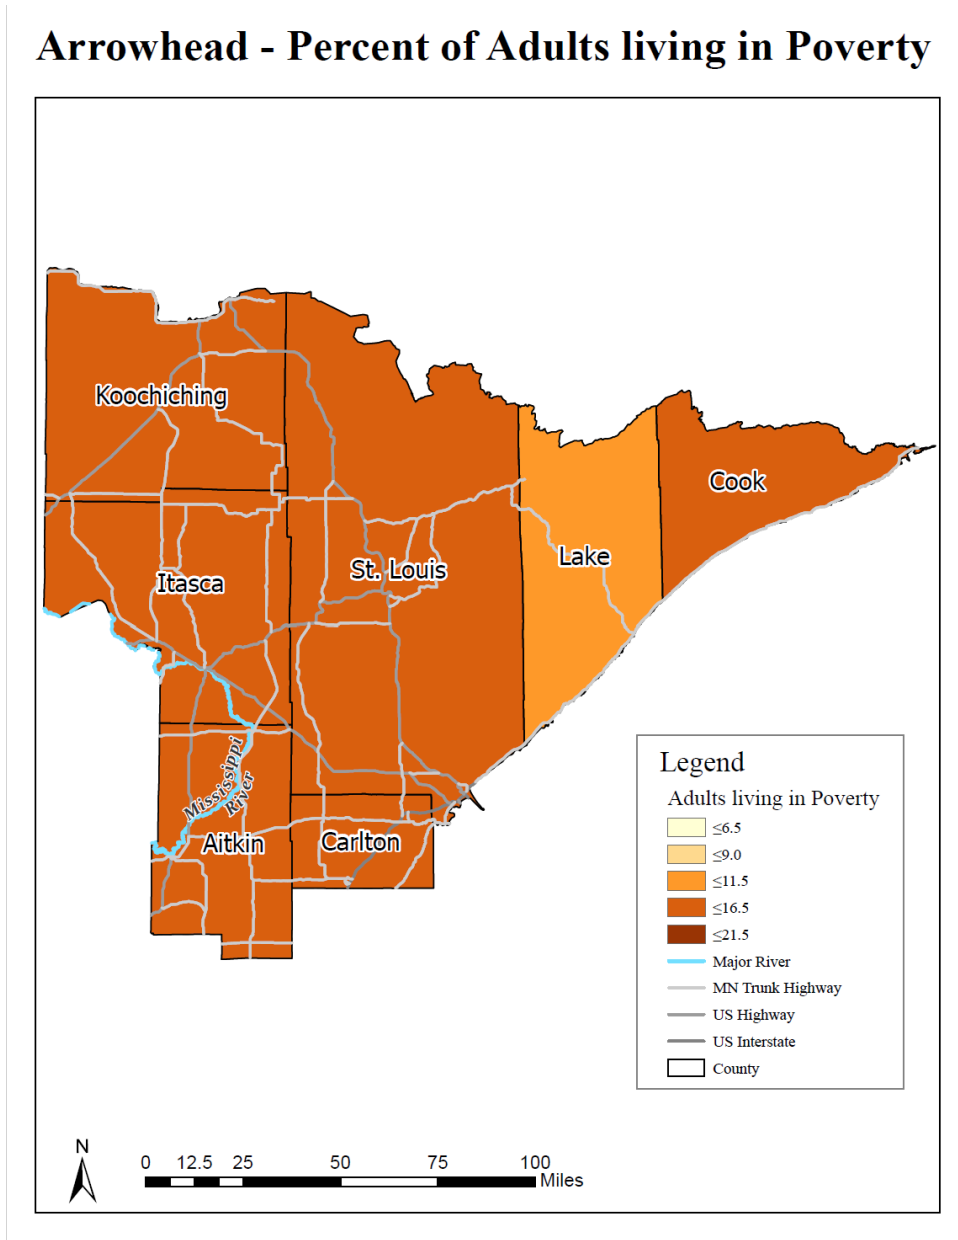 Arrowhead - Percent of Adults living in Poverty
Koochiching
Cook
Lake
St. Louis
Itasca
Mississippi
River
Aitkin
Carlton
Legend
Adults living in Poverty
≤6.5
≤9.0
≤11.5
≤16.5
≤21.5
Major River
MN Trunk Highway
US Highway
US Interstate
County
N
0 12.5 25 50 75 100
Miles